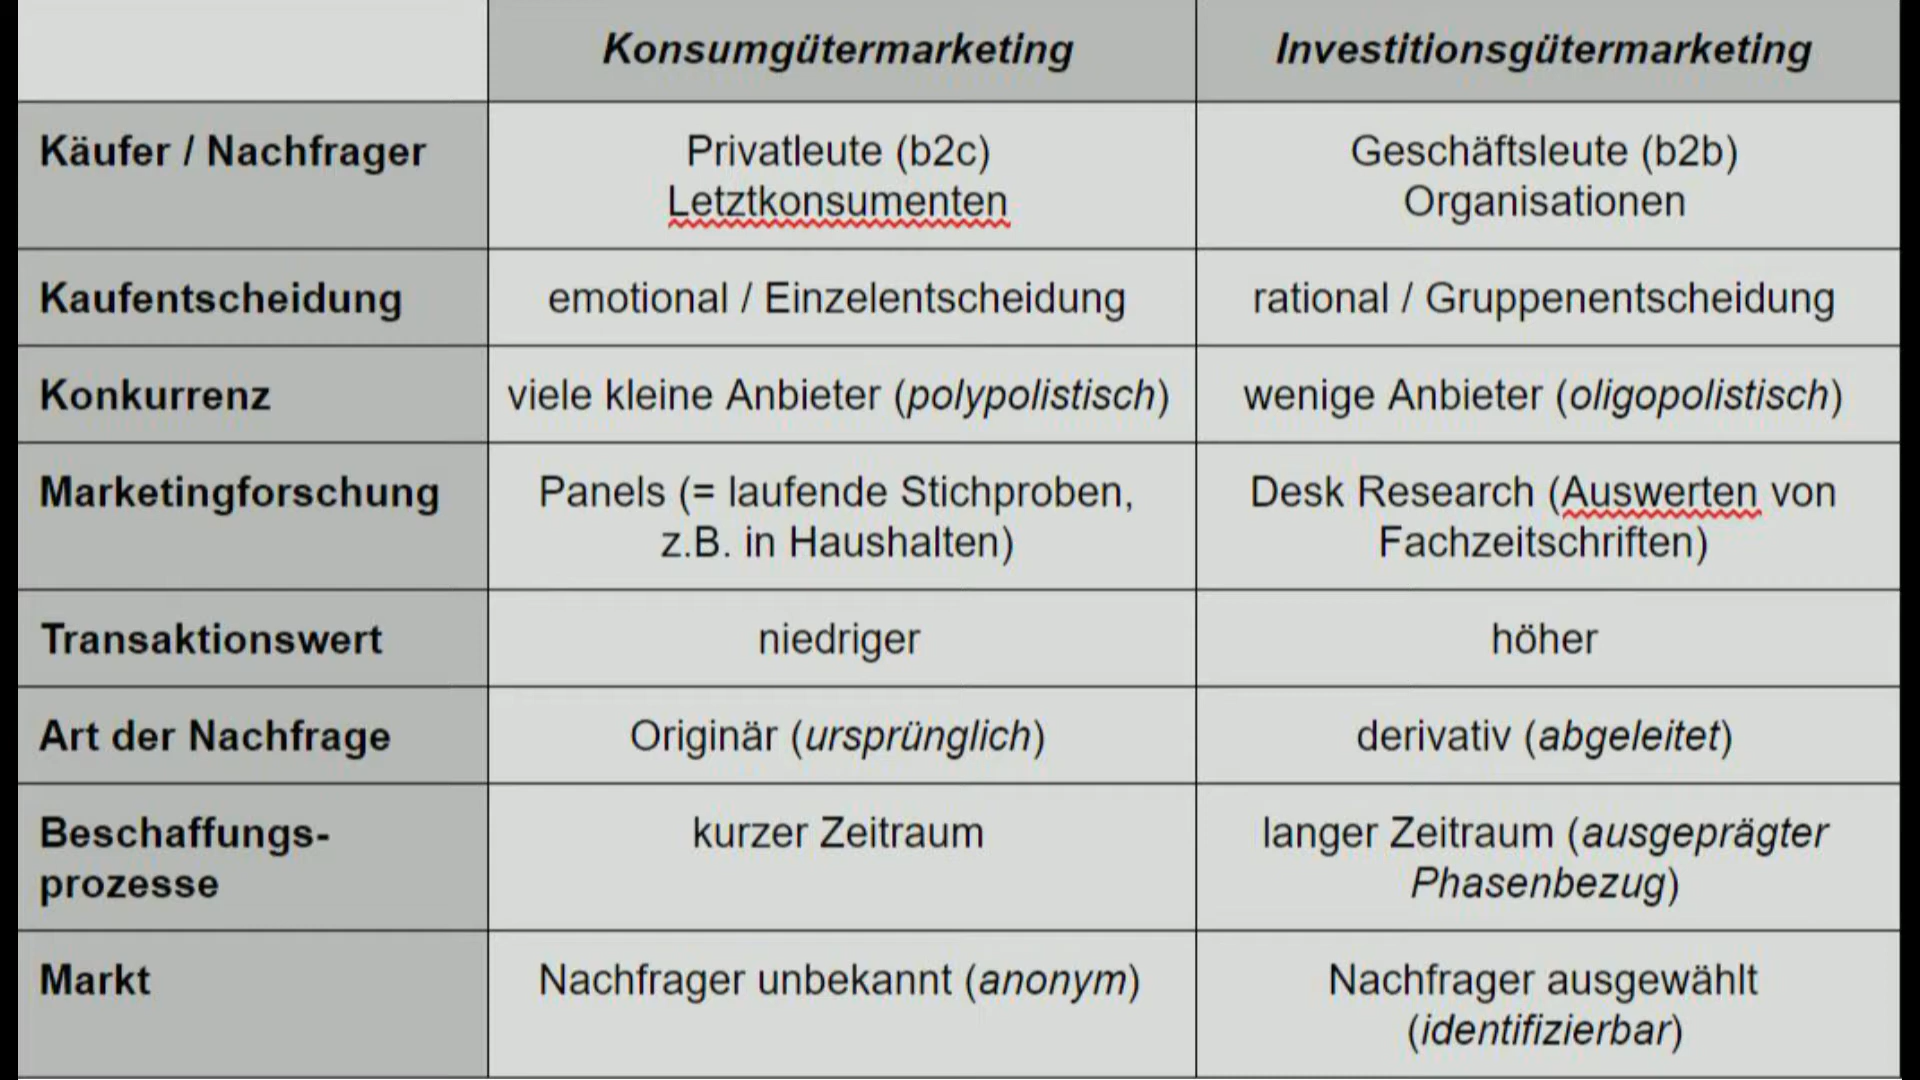 Konsumgütermarketing
Investitionsgütermarketing
Käufer / Nachfrager
Privatleute (b2c)
Letztkonsumenten
Geschäftsleute (b2b)
Organisationen
Kaufentscheidung
emotional / Einzelentscheidung
rational / Gruppenentscheidung
Konkurrenz
viele kleine Anbieter (polypolistisch)
wenige Anbieter (oligopolistisch)
Marketingforschung
Panels (= laufende Stichproben,
z.B. in Haushalten)
Desk Research (Auswerten von
Fachzeitschriften)
Transaktionswert
niedriger
höher
Art der Nachfrage
Originär (ursprünglich)
derivativ (abgeleitet)
Beschaffungs-
prozesse
kurzer Zeitraum
langer Zeitraum (ausgeprägter
Phasenbezug)
Markt
Nachfrager unbekannt (anonym)
Nachfrager ausgewählt
(identifizierbar)